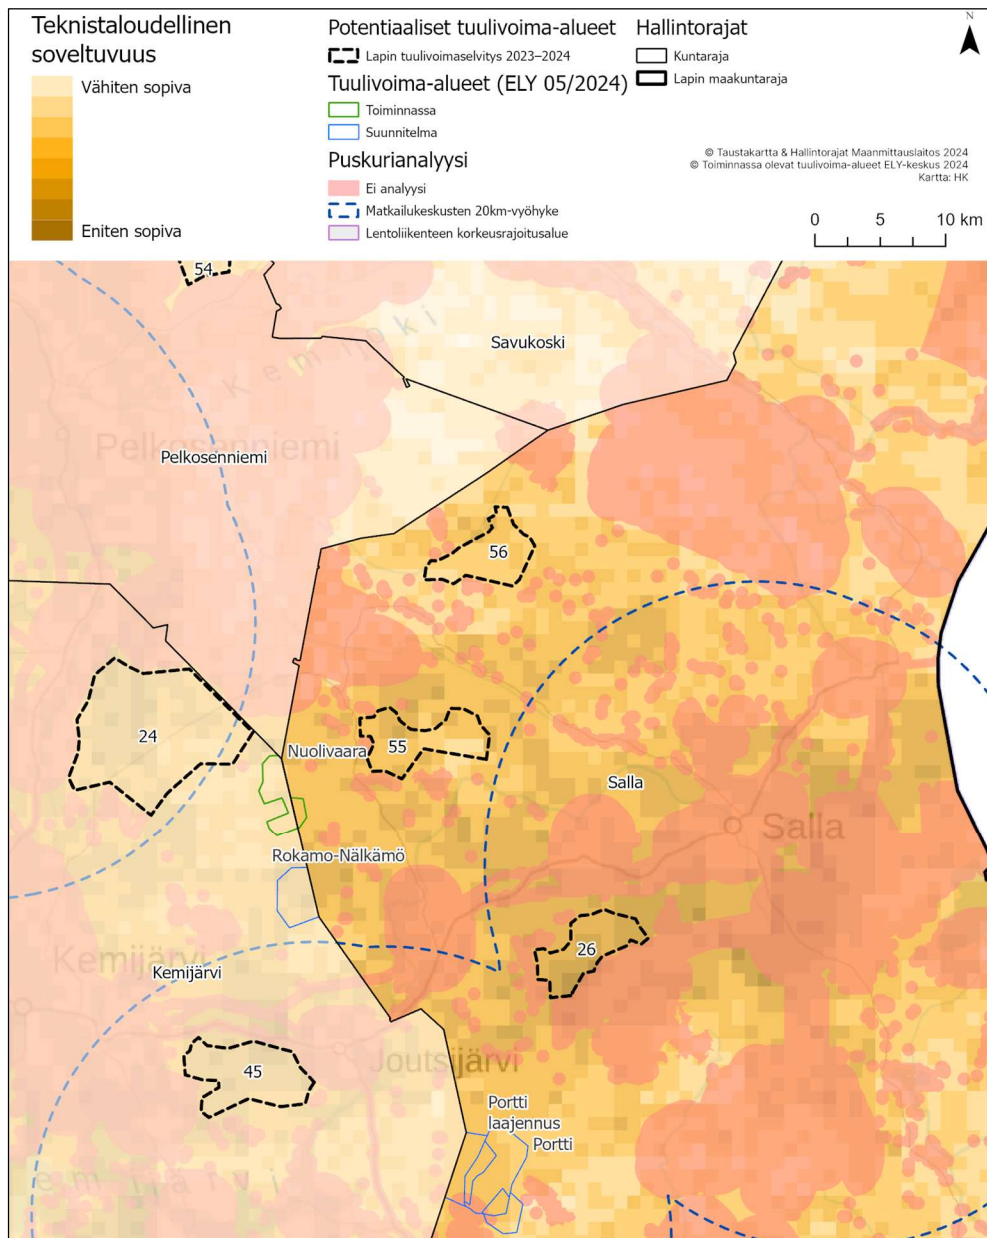 Teknistaloudellinen
soveltuvuus
Vähiten sopiva
Eniten sopiva
Potentiaaliset tuulivoima-alueet
Lapin tuulivoimaselvitys 2023–2024
Tuulivoima-alueet (ELY 05/2024)
Toiminnassa
Suunnitelma
Puskurianalyysi
Ei analyysi
Matkailukeskusten 20km-vyöhyke
Lentoliikenteen korkeusrajoitusalue
Hallintorajat
Kuntaraja
Lapin maakuntaraja
N
© Taustakartta & Hallintorajat Maanmittauslaitos 2024
© Toiminnassa olevat tuulivoima-alueet ELY-keskus 2024
Kartta: HK
0 5 10 km
54
Kemijoki
Savukoski
Pelkosenniemi
Pelkosenniemi
56
24
Nuolivaara
55
Salla
Salla
Rokamo-Nälkämö
26
Kemijärvi
Kemijärvi
45
Joutsijärvi
Portti
laajennus
Portti
emijärvi